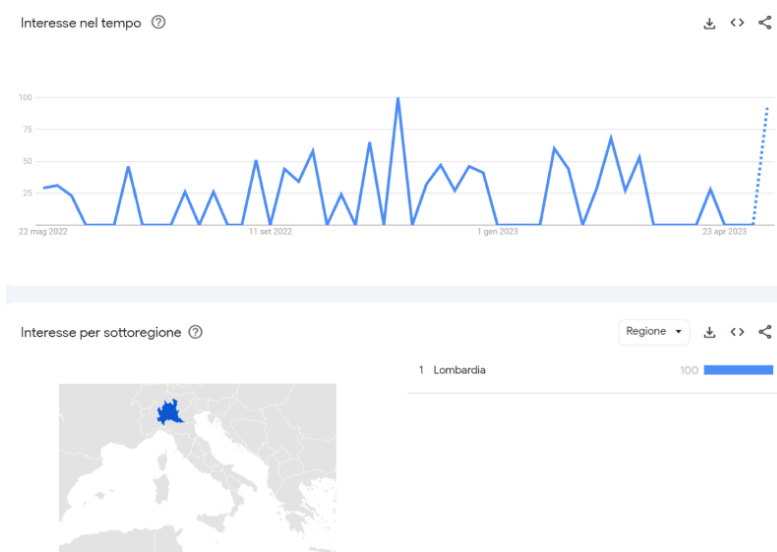 Interesse nel tempo
100
75
50
25
22 mag 2022 11 set 2022 1 gen 2023 23 apr 2023
Interesse per sottoregione Regione
1 Lombardia 100